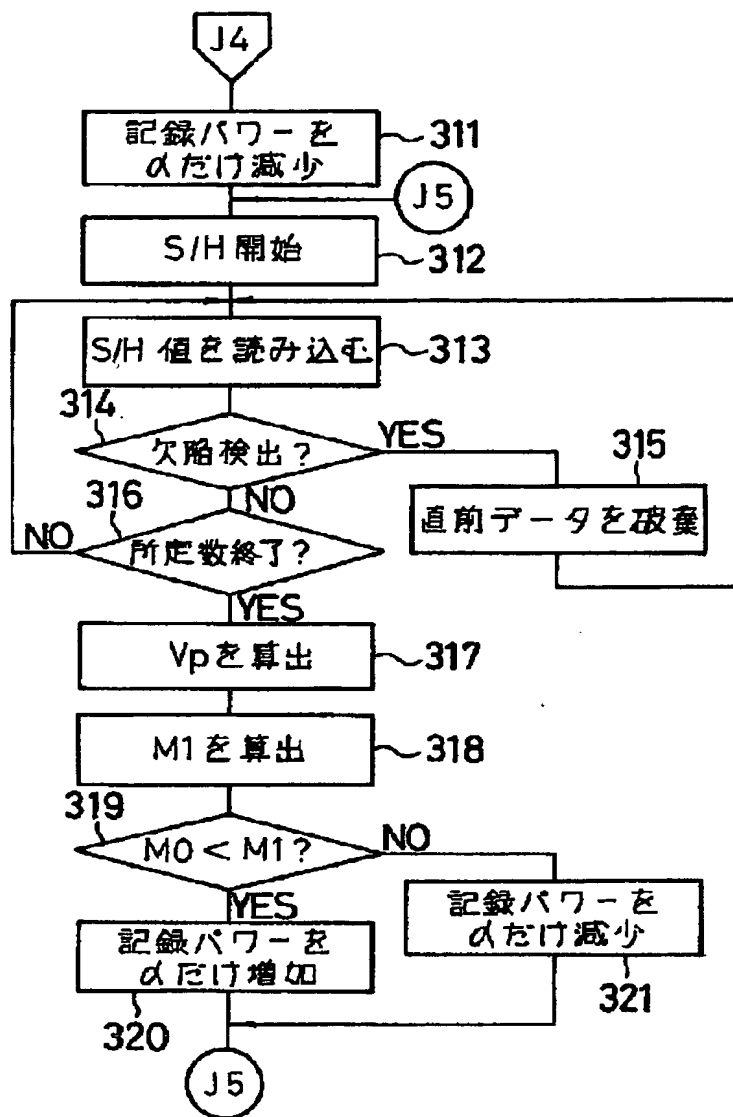 J4
記録パワーを
αだけ減少
311
J5
S/H 開始
312
S/H 値を読み込む
313
314
欠陥検出?
YES
315
直前データを破棄
NO
316
所定数終了?
NO
YES
Vpを算出
317
M1を算出
318
319
M0 < M1?
NO
YES
記録パワーを
αだけ増加
320
記録パワーを
αだけ減少
321
J5